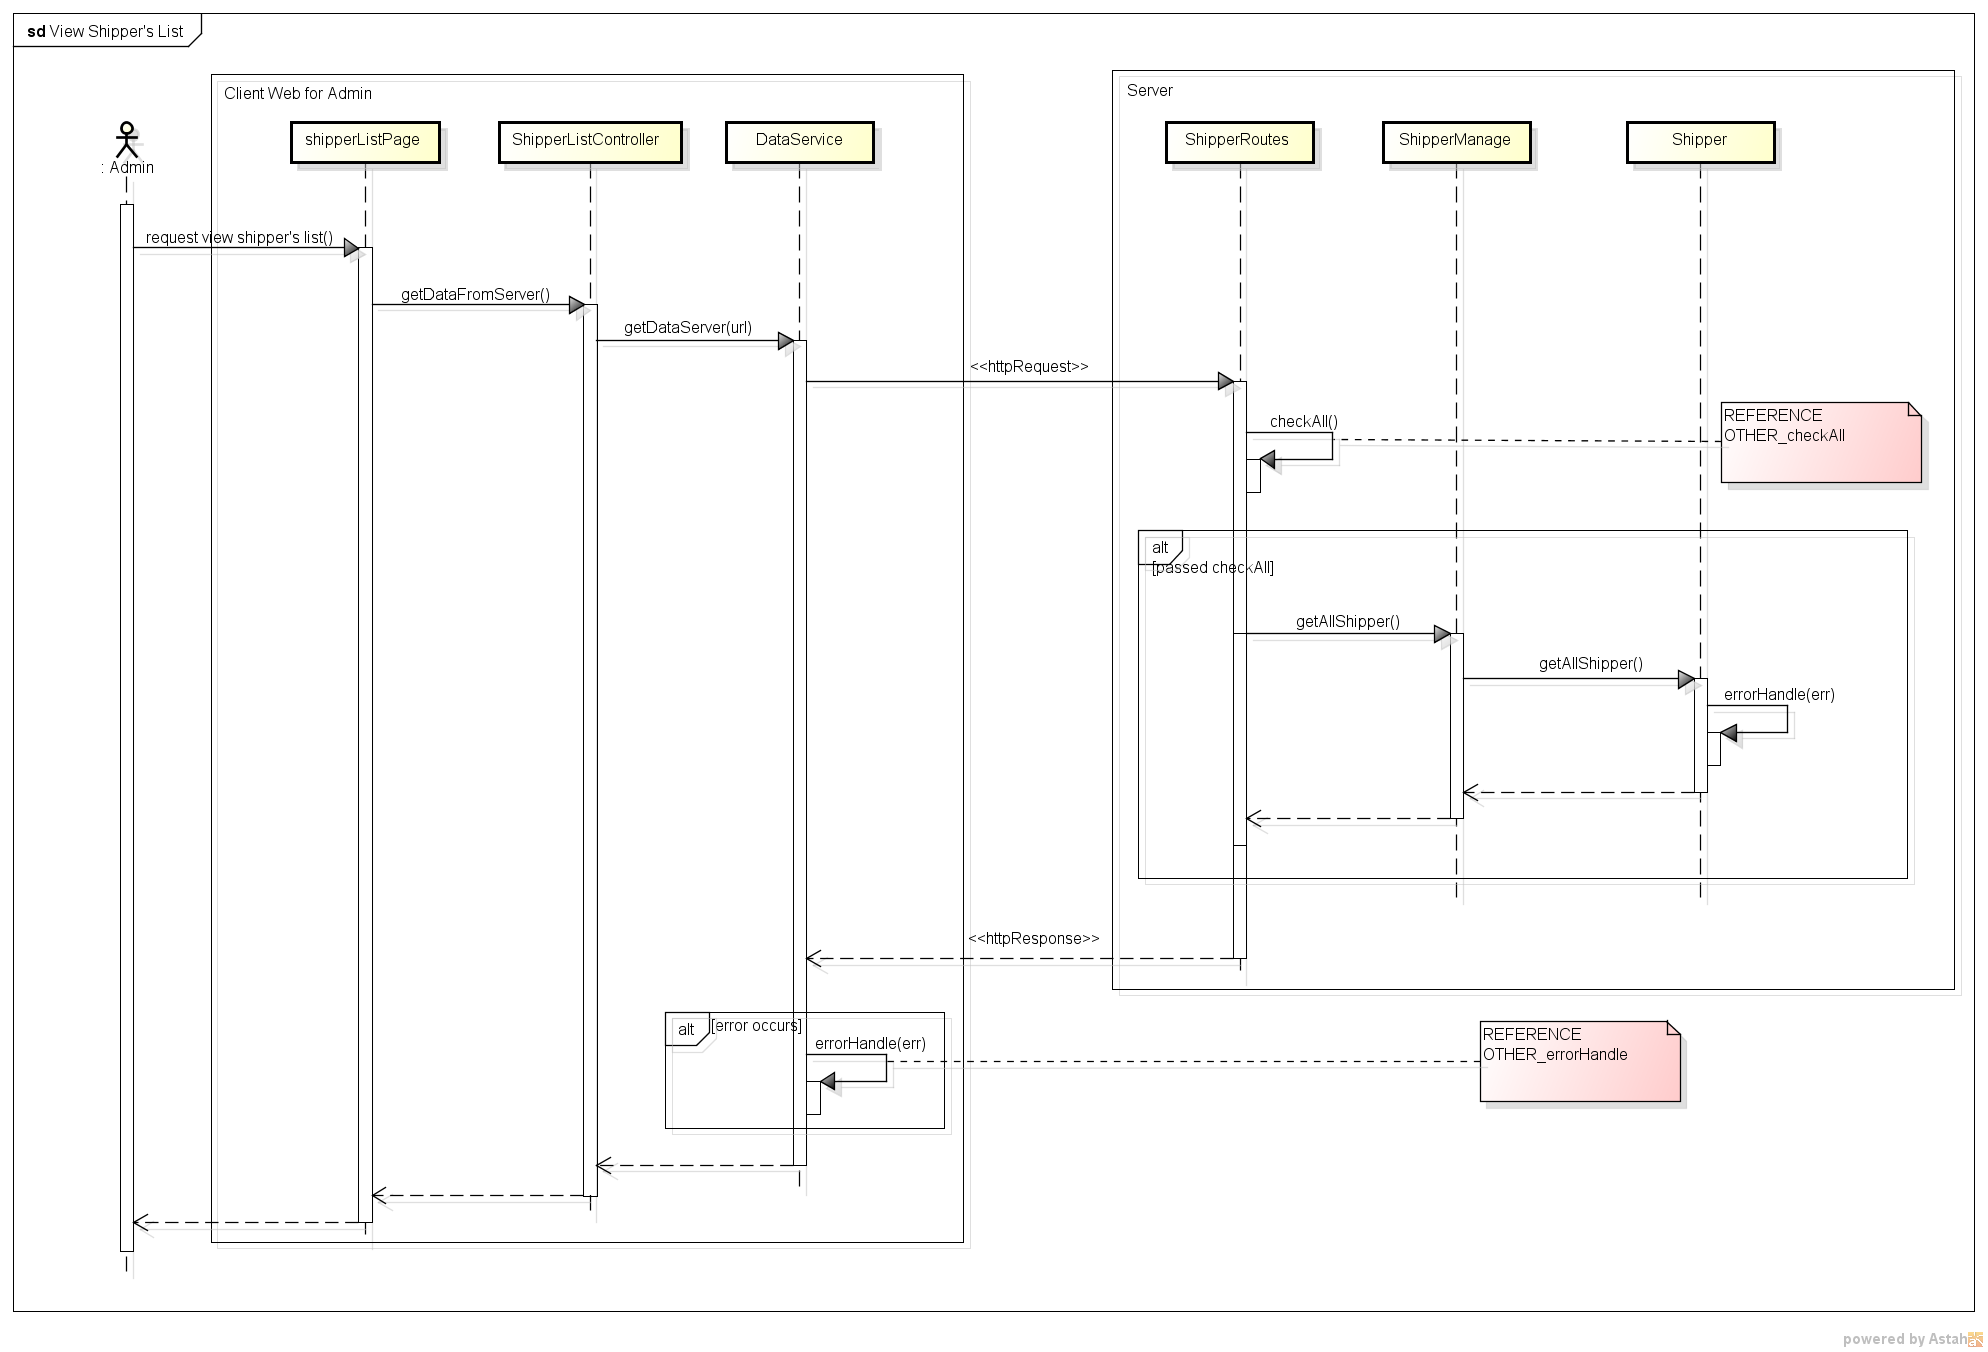 sd View Shipper's List
Client Web for Admin
Server
: Admin
shipperListPage
ShipperListController
DataService
ShipperRoutes
ShipperManage
Shipper
request view shipper's list()
getDataFromServer()
getDataServer(url)
<<httpRequest>>
checkAll()
REFERENCE
OTHER_checkAll
alt
[passed checkAll]
getAllShipper()
getAllShipper()
errorHandle(err)
<<httpResponse>>
alt
[error occurs]
errorHandle(err)
REFERENCE
OTHER_errorHandle
powered by Astah